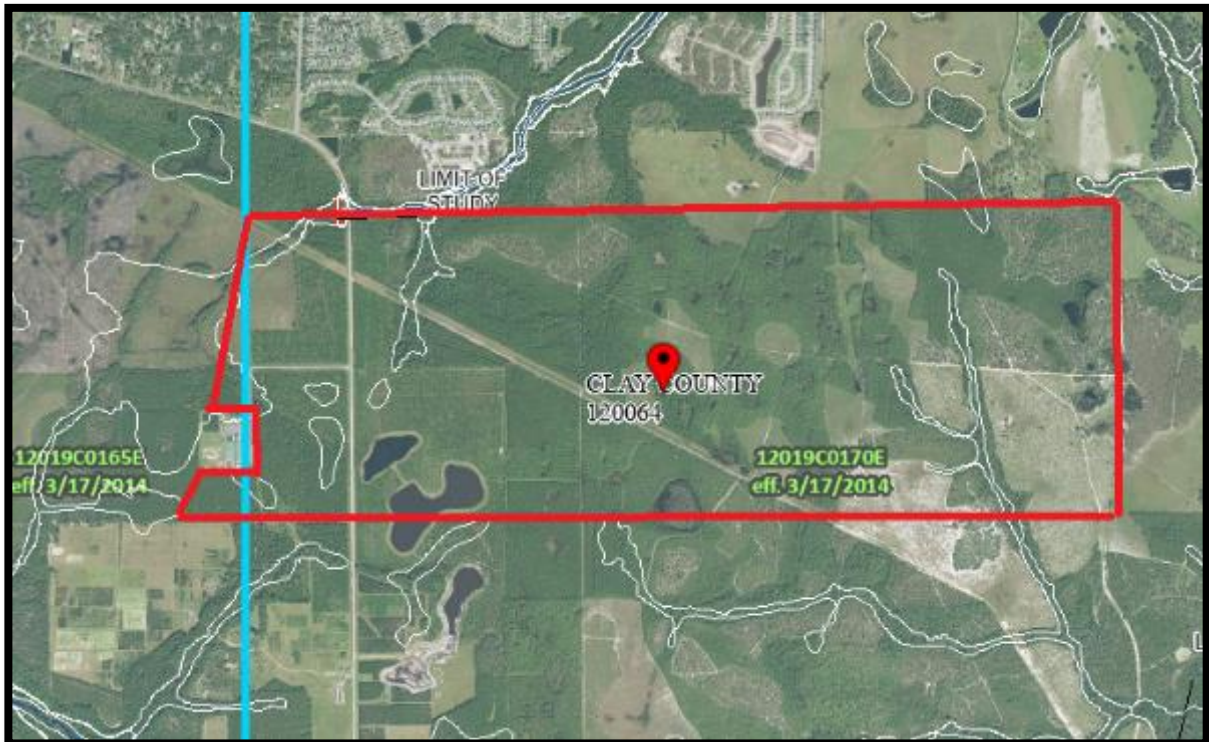 LIMIT OF
STUDY
CLAY COUNTY
120064
12019C0165E
eff. 3/17/2014
12019C0170E
eff. 3/17/2014